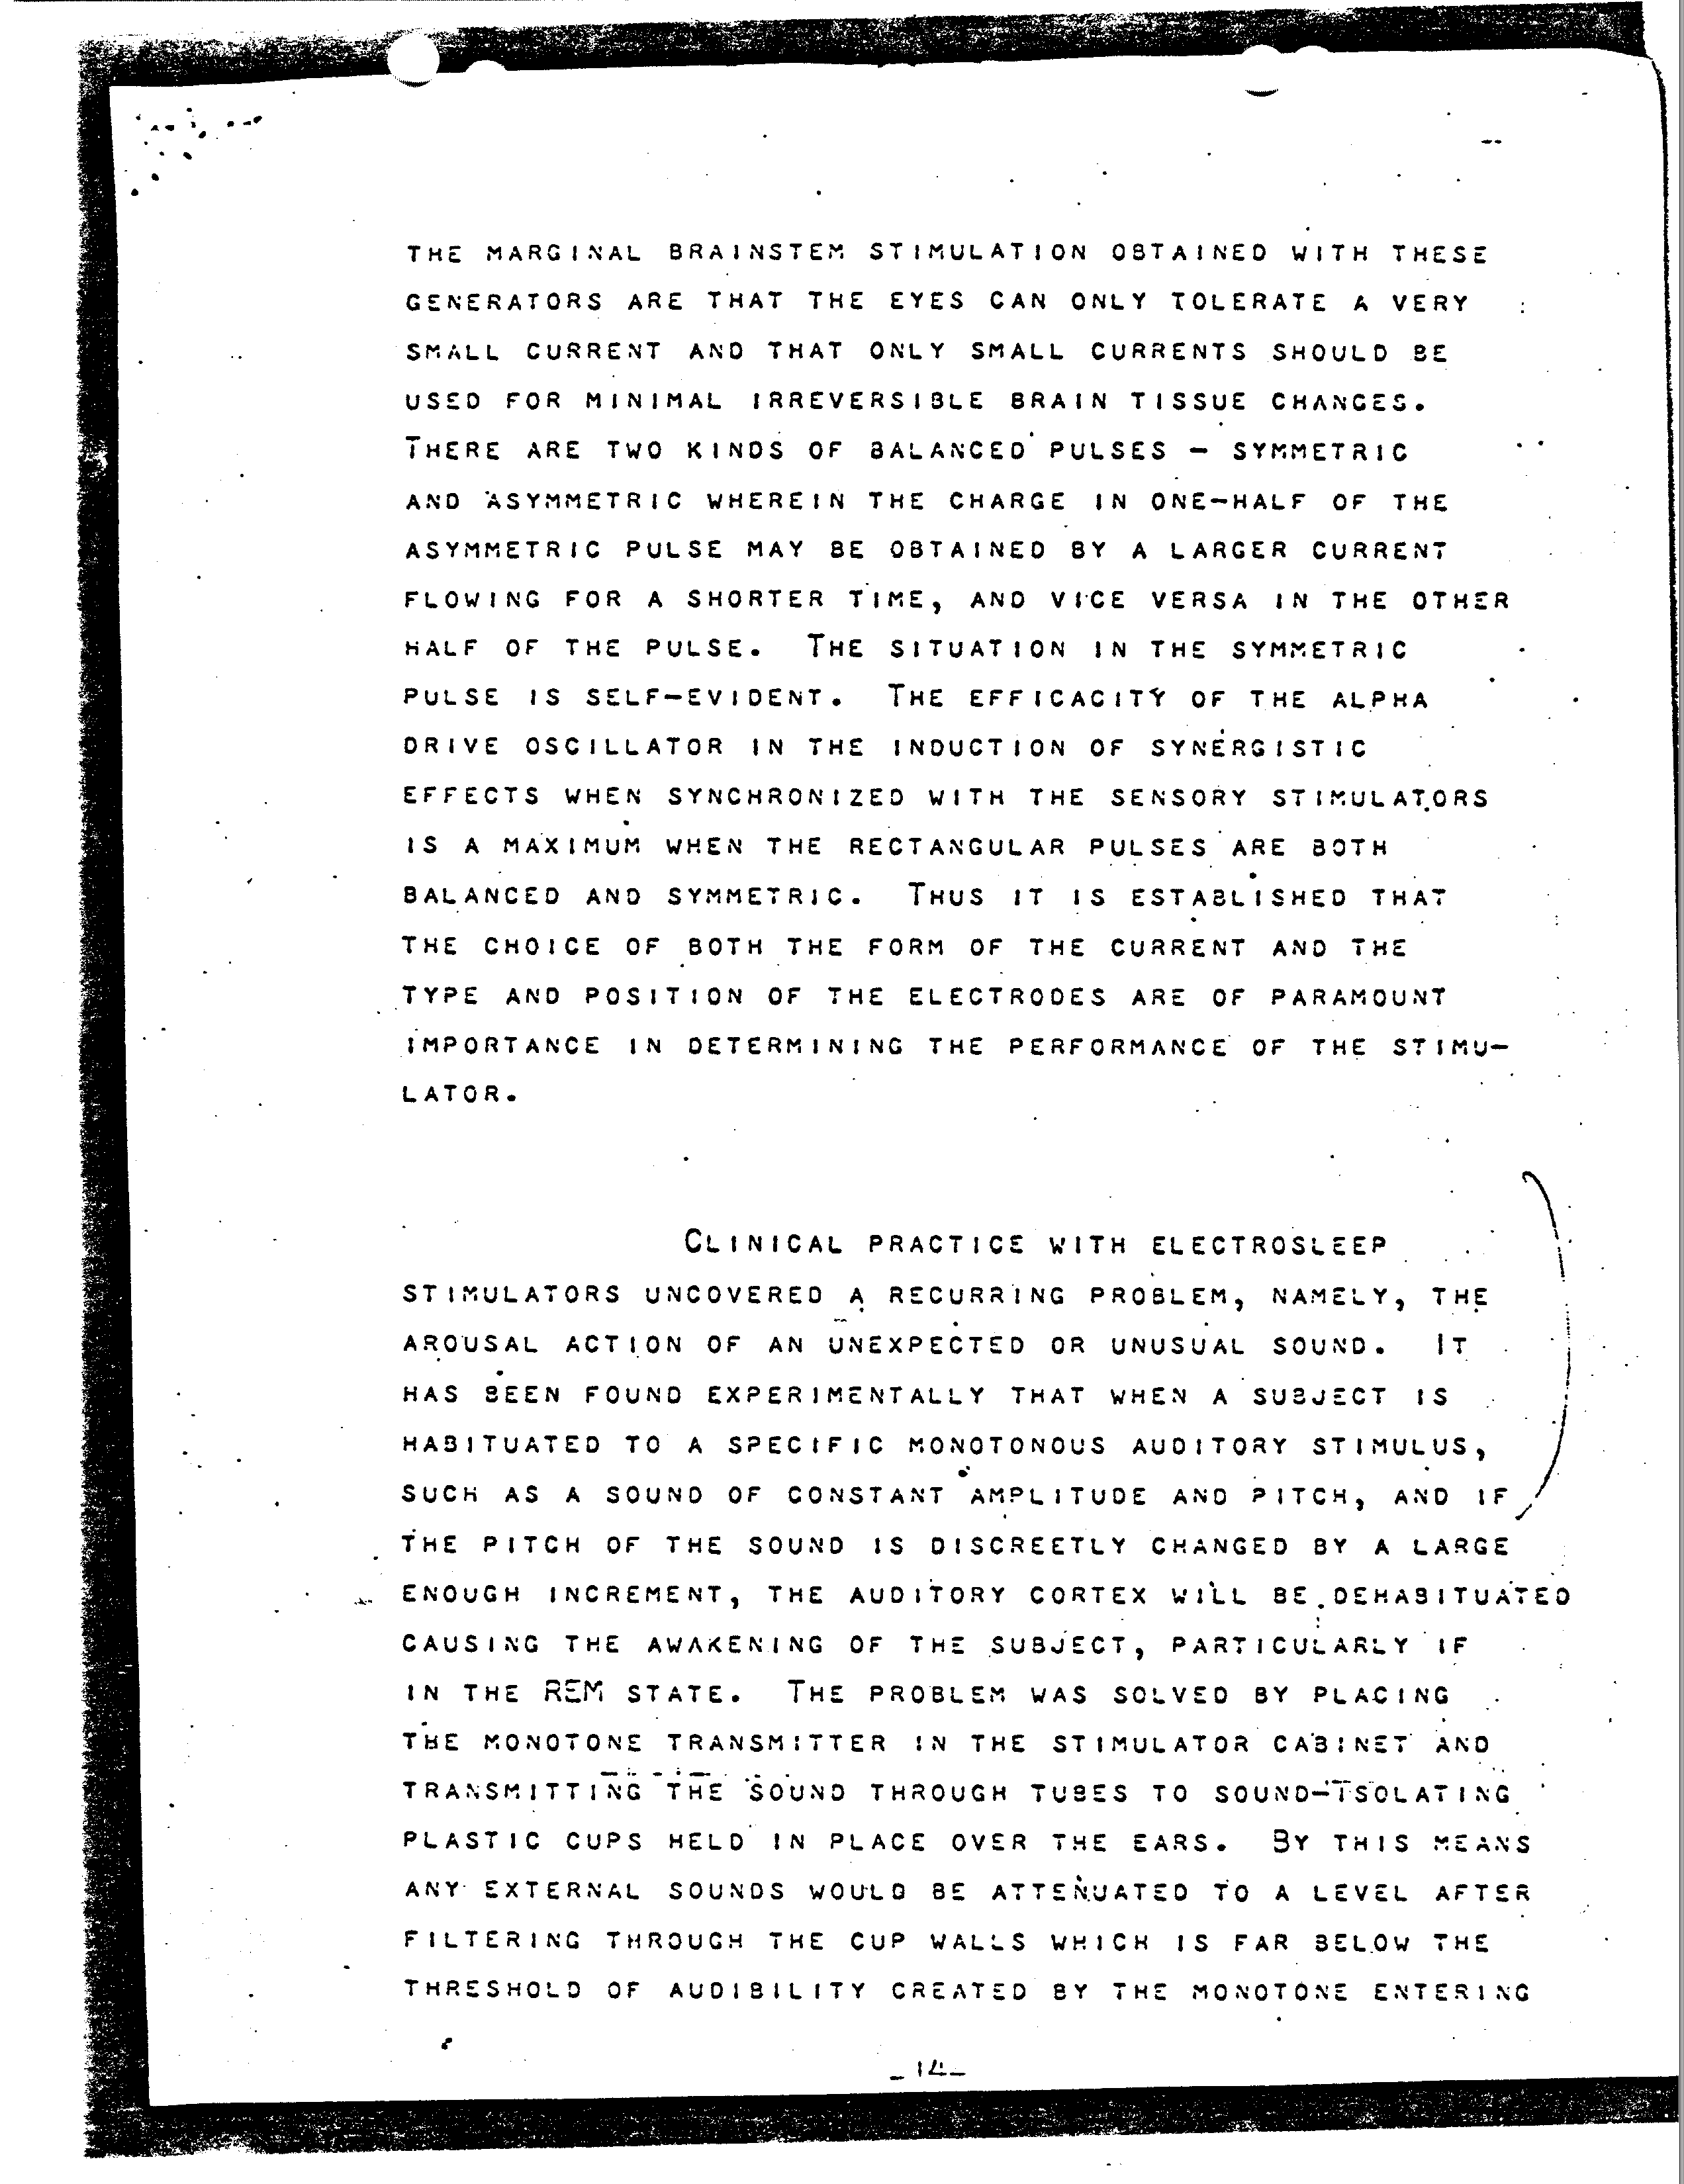 THE MARGINAL BRAINSTEM STIMULATION OBTAINED WITH THESE
GENERATORS ARE THAT THE EYES CAN ONLY TOLERATE A VERY
SMALL CURRENT AND THAT ONLY SMALL CURRENTS SHOULD BE
USED FOR MINIMAL IRREVERSIBLE BRAIN TISSUE CHANGES.
THERE ARE TWO KINDS OF BALANCED PULSES - SYMMETRIC
AND ASYMMETRIC WHEREIN THE CHARGE IN ONE-HALF OF THE
ASYMMETRIC PULSE MAY BE OBTAINED BY A LARGER CURRENT
FLOWING FOR A SHORTER TIME, AND VICE VERSA IN THE OTHER
HALF OF THE PULSE. THE SITUATION IN THE SYMMETRIC
PULSE IS SELF-EVIDENT. THE EFFICACITY OF THE ALPHA
DRIVE OSCILLATOR IN THE INDUCTION OF SYNERGISTIC
EFFECTS WHEN SYNCHRONIZED WITH THE SENSORY STIMULATORS
IS A MAXIMUM WHEN THE RECTANGULAR PULSES ARE BOTH
BALANCED AND SYMMETRIC. THUS IT IS ESTABLISHED THAT
THE CHOICE OF BOTH THE FORM OF THE CURRENT AND THE
TYPE AND POSITION OF THE ELECTRODES ARE OF PARAMOUNT
IMPORTANCE IN DETERMINING THE PERFORMANCE OF THE STIMU-
LATOR.
CLINICAL PRACTICE WITH ELECTROSLEEP
STIMULATORS UNCOVERED A RECURRING PROBLEM, NAMELY, THE
AROUSAL ACTION OF AN UNEXPECTED OR UNUSUAL SOUND. IT
HAS BEEN FOUND EXPERIMENTALLY THAT WHEN A SUBJECT IS
HABITUATED TO A SPECIFIC MONOTONOUS AUDITORY STIMULUS,
SUCH AS A SOUND OF CONSTANT AMPLITUDE AND PITCH, AND IF
THE PITCH OF THE SOUND IS DISCREETLY CHANGED BY A LARGE
ENOUGH INCREMENT, THE AUDITORY CORTEX WILL BE DEHABITUATED
CAUSING THE AWAKENING OF THE SUBJECT, PARTICULARLY IF
IN THE REM STATE. THE PROBLEM WAS SOLVED BY PLACING
THE MONOTONE TRANSMITTER IN THE STIMULATOR CABINET AND
TRANSMITTING THE SOUND THROUGH TUBES TO SOUND-ISOLATING
PLASTIC CUPS HELD IN PLACE OVER THE EARS. BY THIS MEANS
ANY EXTERNAL SOUNDS WOULD BE ATTENUATED TO A LEVEL AFTER
FILTERING THROUGH THE CUP WALLS WHICH IS FAR BELOW THE
THRESHOLD OF AUDIBILITY CREATED BY THE MONOTONE ENTERING
-14-